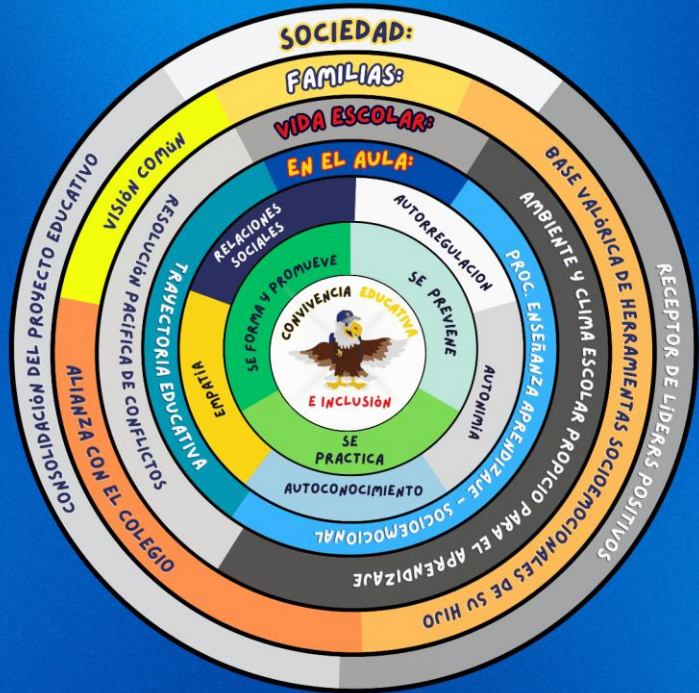 SOCIEDAD:
CONSOLIDACIÓN DEL PROYECTO EDUCATIVO
RECEPTOR DE LÍDERRS POSITIVOS
FAMILIAS:
VISIÓN COMÚN
ALIANZA CON EL COLEGIO
BASE VALÓRICA DE HERRAMIENTAS SOCIOEMOCIONALES DE SU HIJO
VIDA ESCOLAR:
RESOLUCIÓN PACÍFICA DE CONFLICTOS
AMBIENTE Y CLIMA ESCOLAR PROPICIO PARA EL APRENDIZAJE
EN EL AULA:
TRAYECTORIA EDUCATIVA
PROC. ENSEÑANZA APRENDIZAJE – SOCIOEMOCIONAL
RELACIONES
SOCIALES
AUTORREGULACION
AUTONIMIA
AUTOCONOCIMIENTO
EMPATÍA
SE FORMA Y PROMUEVE
SE PREVIENE
SE
PRACTICA
CONVIVENCIA EDUCATIVA
E INCLUSIÓN